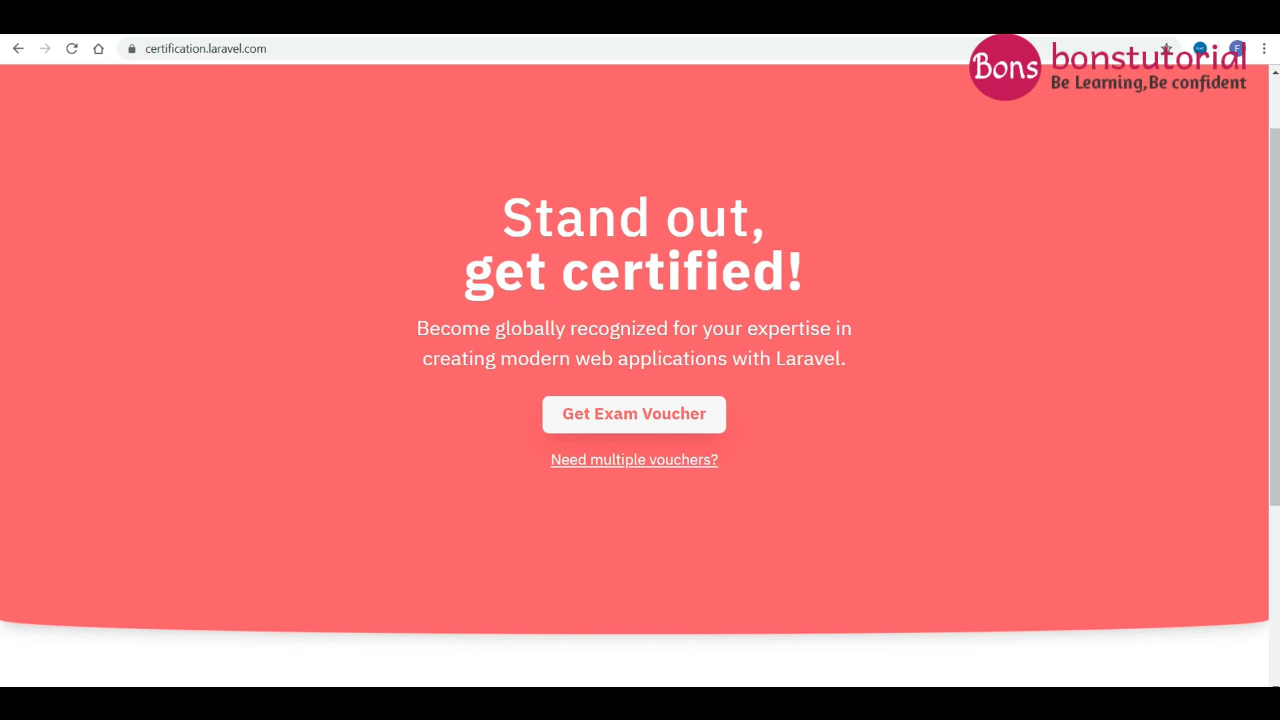 certification.laravel.com
F
Bons
bonstutorial
Be Learning,Be confident
Stand out,
get certified!
Become globally recognized for your expertise in
creating modern web applications with Laravel.
Get Exam Voucher
Need multiple vouchers?